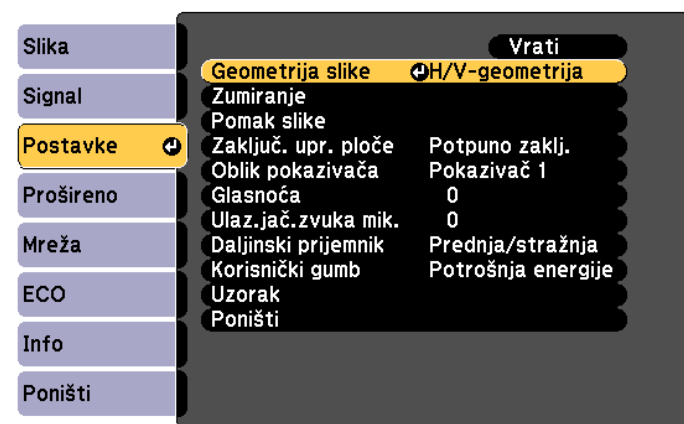 Slika
Signal
Postavke
Prošireno
Mreža
ECO
Info
Poništi
Vrati
Geometrija slike H/V-geometrija
Zumiranje
Pomak slike
Zaključ. upr. ploče Potpuno zaklj.
Oblik pokazivača Pokazivač 1
Glasnoća 0
Ulaz.jač.zvuka mik. 0
Daljinski prijemnik Prednja/stražnja
Korisnički gumb Potrošnja energije
Uzorak
Poništi